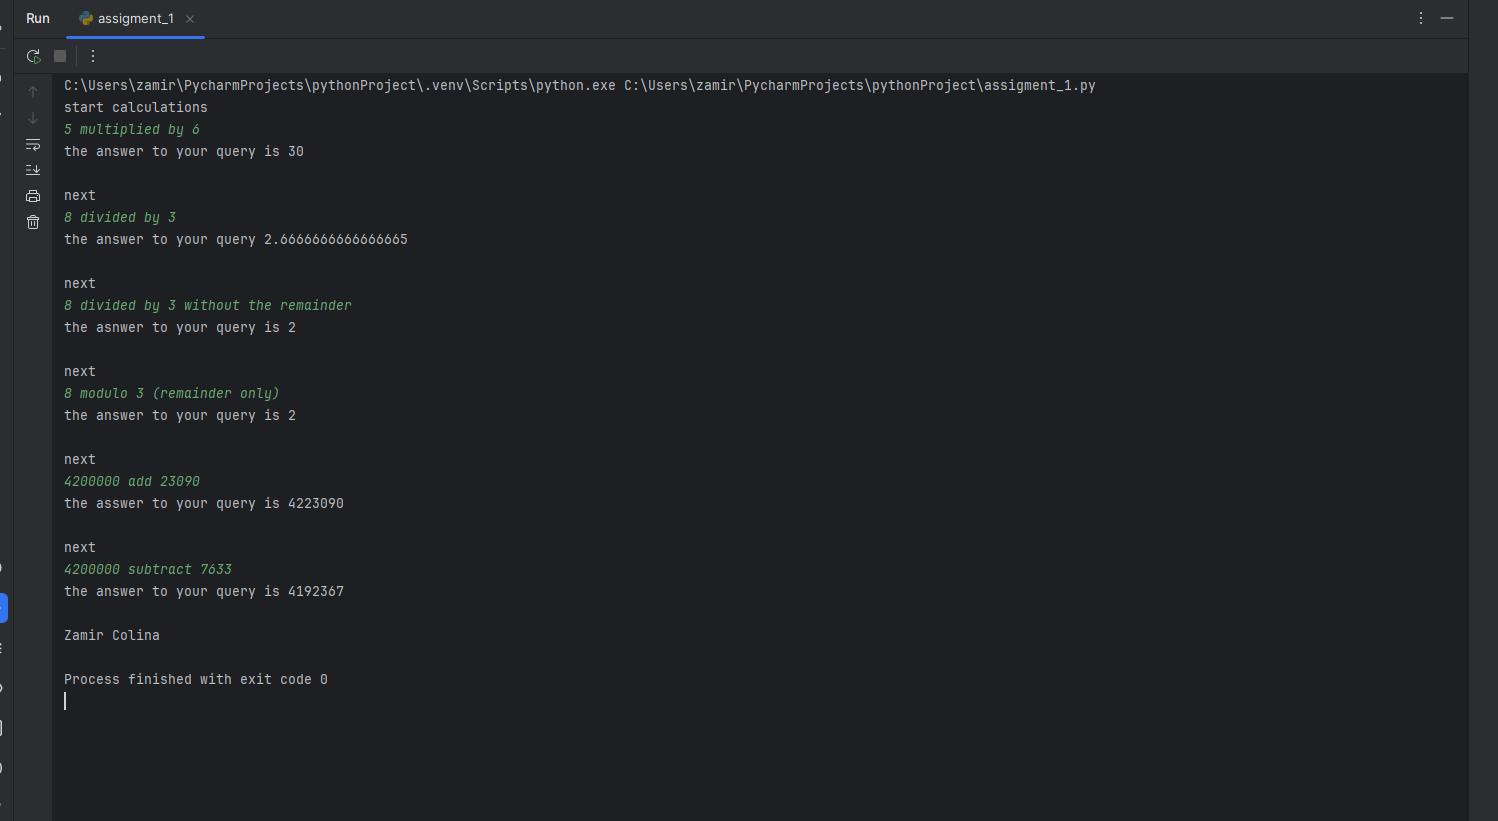 Run
assigment_1
C:\Users\zamir\PycharmProjects\pythonProject\.venv\Scripts\python.exe C:\Users\zamir\PycharmProjects\pythonProject\assigment_1.py
start calculations
5 multiplied by 6
the answer to your query is 30
next
8 divided by 3
the answer to your query 2.6666666666666665
next
8 divided by 3 without the remainder
the asnwer to your query is 2
next
8 modulo 3 (remainder only)
the answer to your query is 2
next
4200000 add 23090
the asswer to your query is 4223090
next
4200000 subtract 7633
the answer to your query is 4192367
Zamir Colina
Process finished with exit code 0